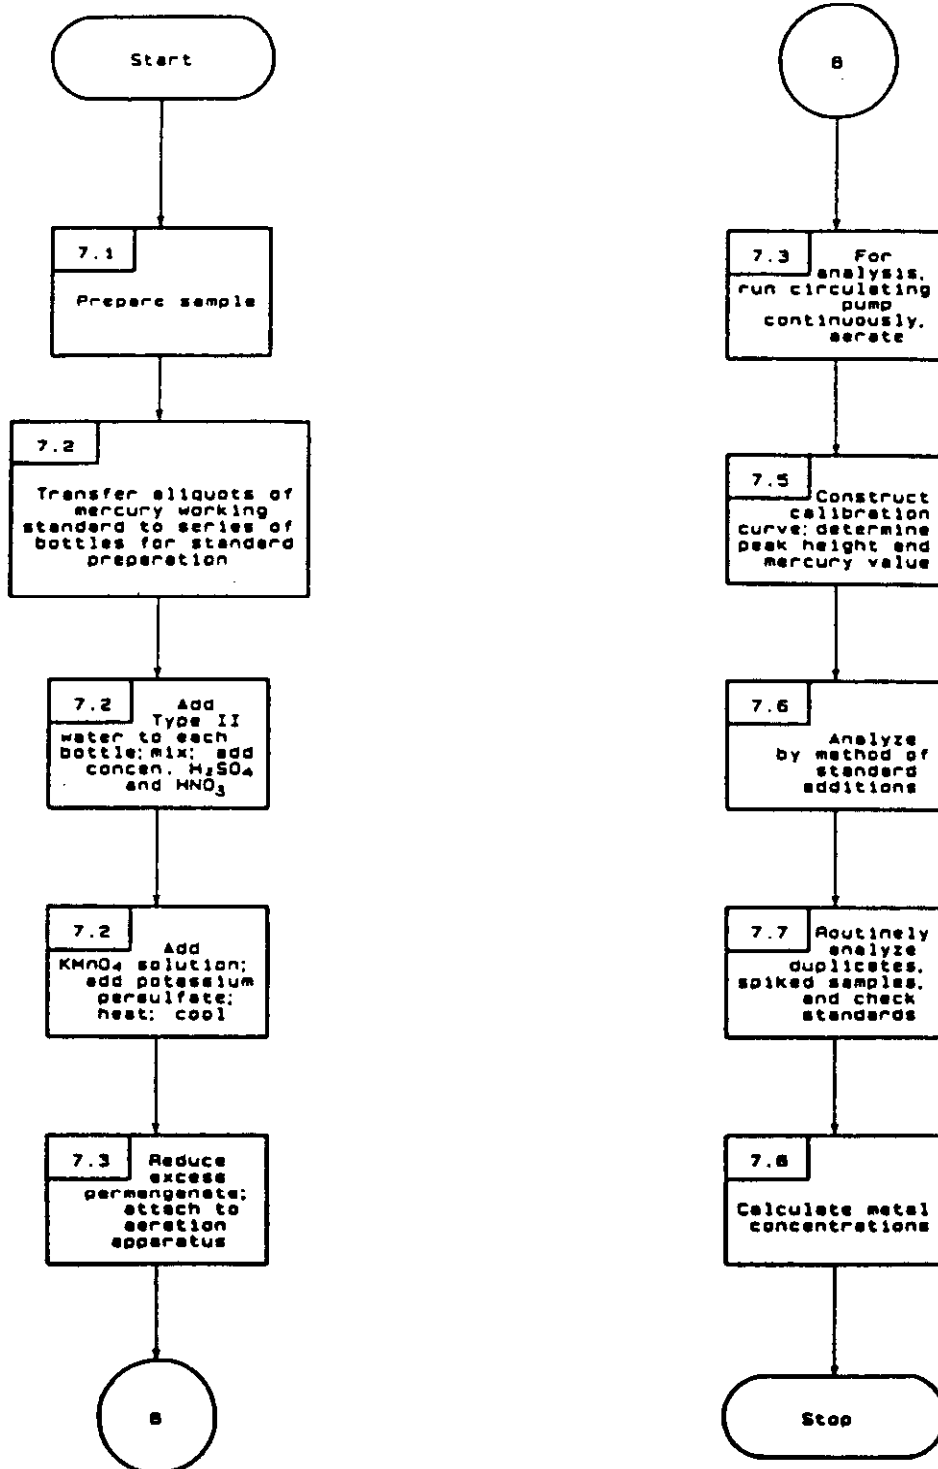 Start
7.1
Prepare sample
7.2
Transfer aliquots of
mercury working
standard to series of
bottles for standard
preparation
7.2 Add
Type II
water to each
bottle; mix; add
concen. H₂SO₄
and HNO₃
7.2
Add
KMnO₄ solution;
add potassium
persulfate;
heat; cool
7.3 Reduce
excess
permanganate;
attach to
aeration
apparatus
B
B
7.3 For
analysis,
run circulating
pump
continuously,
aerate
7.5
Construct
calibration
curve; determine
peak height and
mercury value
7.6
Analyze
by method of
standard
additions
7.7 Routinely
analyze
duplicates,
spiked samples,
and check
standards
7.8
Calculate metal
concentrations
Stop